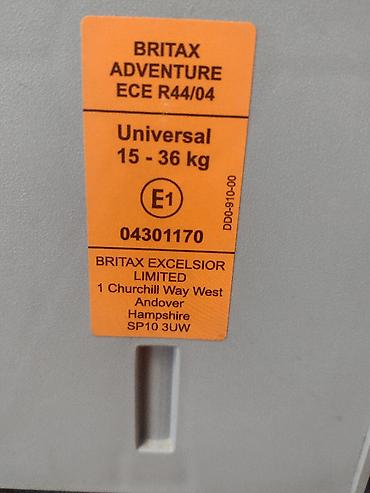 BRITAX
ADVENTURE
ECE R44/04
Universal
15 - 36 kg
E1
04301170
DD0-910-00
BRITAX EXCELSIOR
LIMITED
1 Churchill Way West
Andover
Hampshire
SP10 3UW